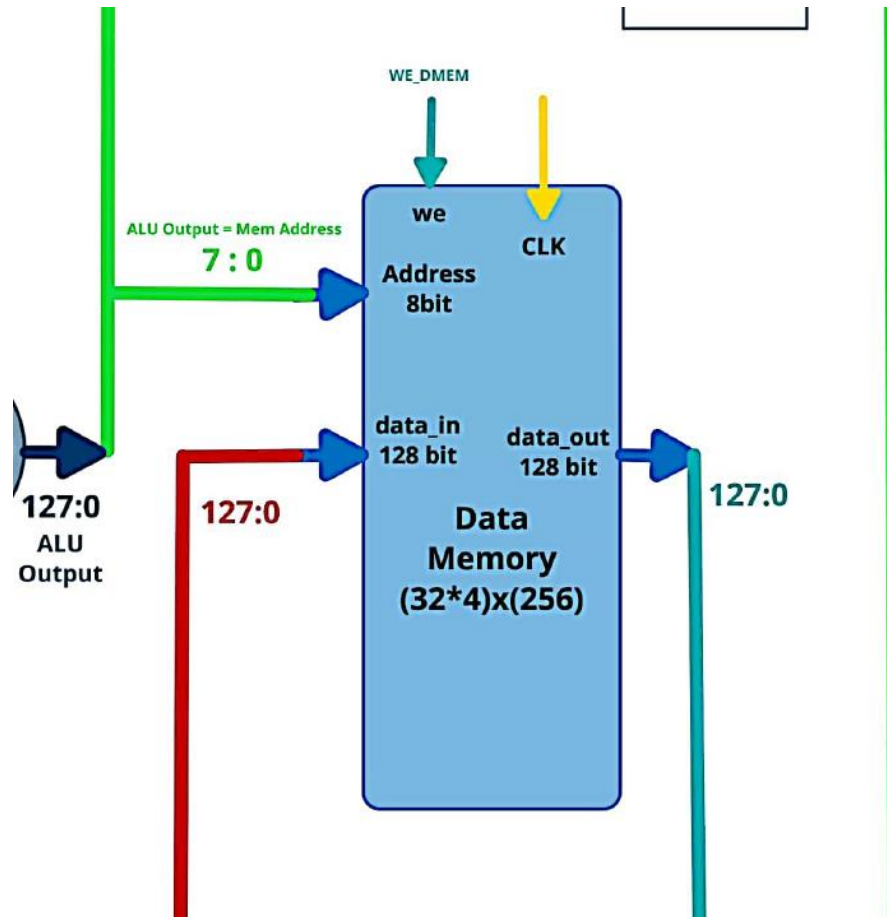 WE_DMEM
we
CLK
ALU Output = Mem Address
7 : 0
Address
8bit
data_in
128 bit
data_out
128 bit
127:0
ALU
Output
127:0
127:0
Data
Memory
(32*4)x(256)